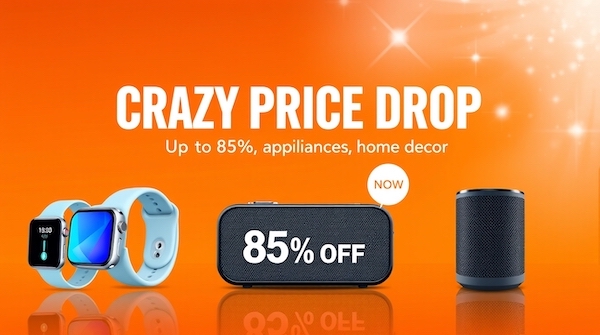 CRAZY PRICE DROP
Up to 85%, appiliances, home decor
NOW
85% OFF
18:30